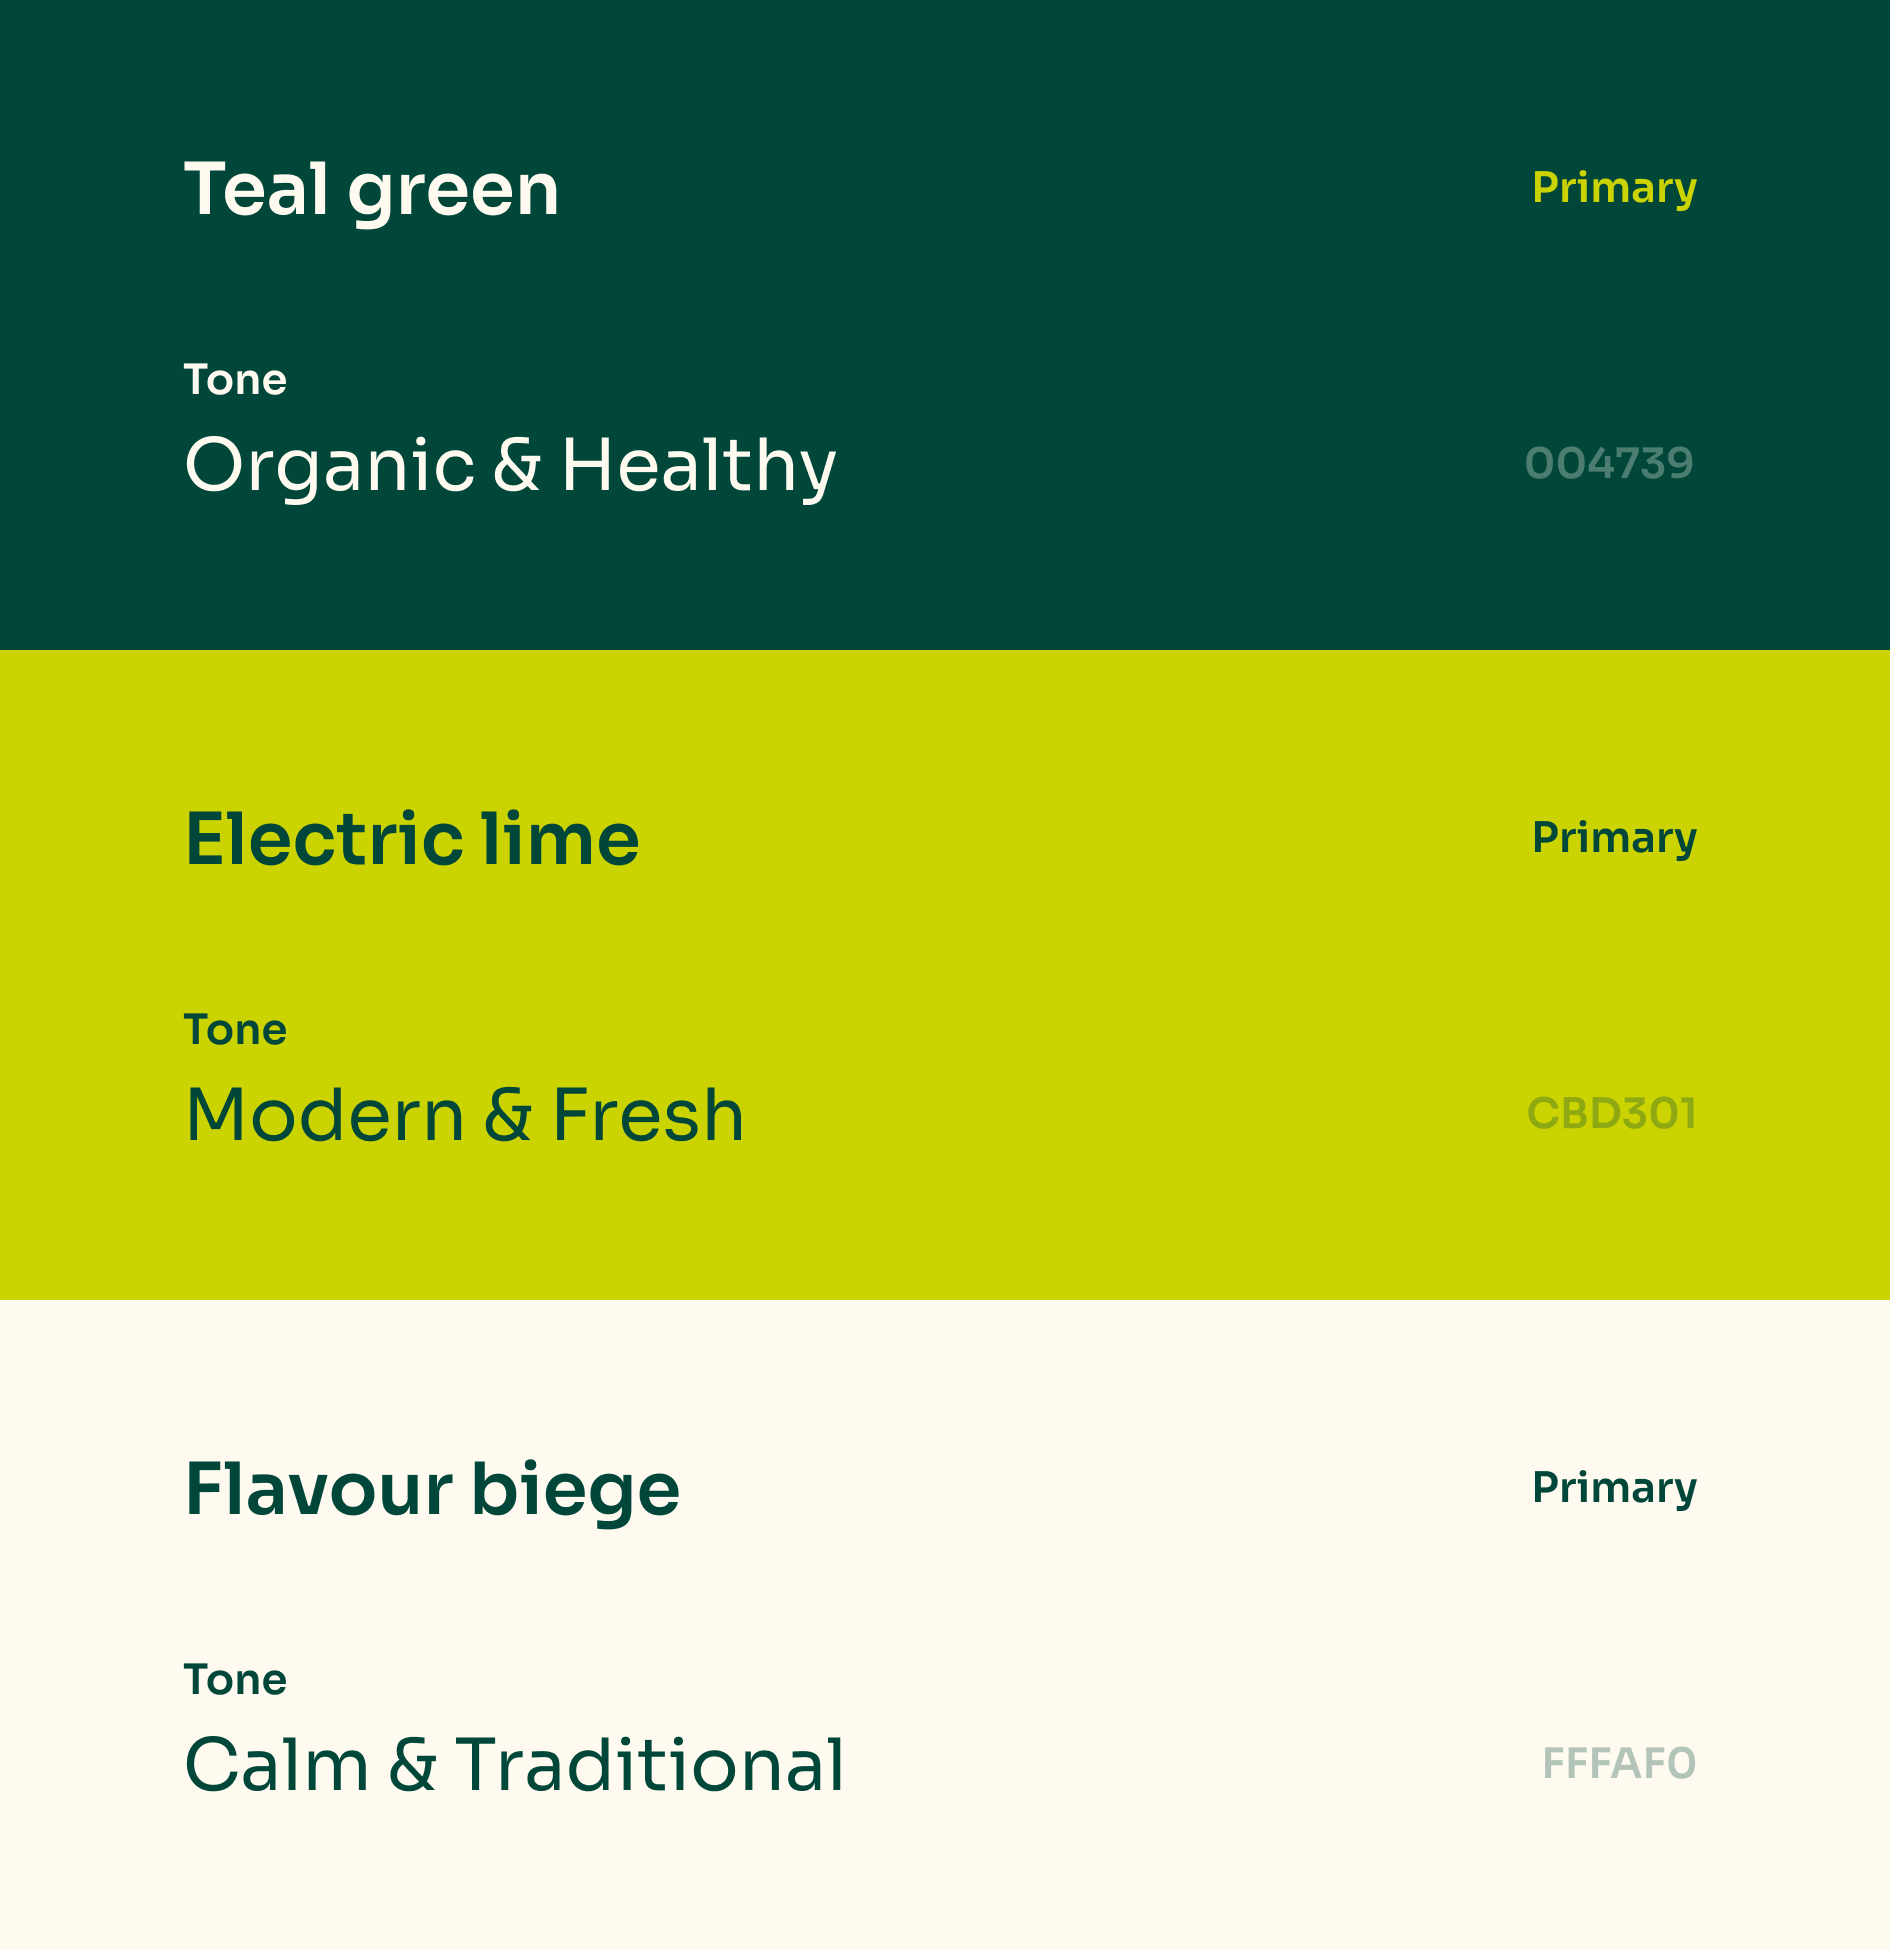 Teal green
Primary
Tone
Organic & Healthy
004739
Electric lime
Primary
Tone
Modern & Fresh
CBD301
Flavour biege
Primary
Tone
Calm & Traditional
FFFAF0